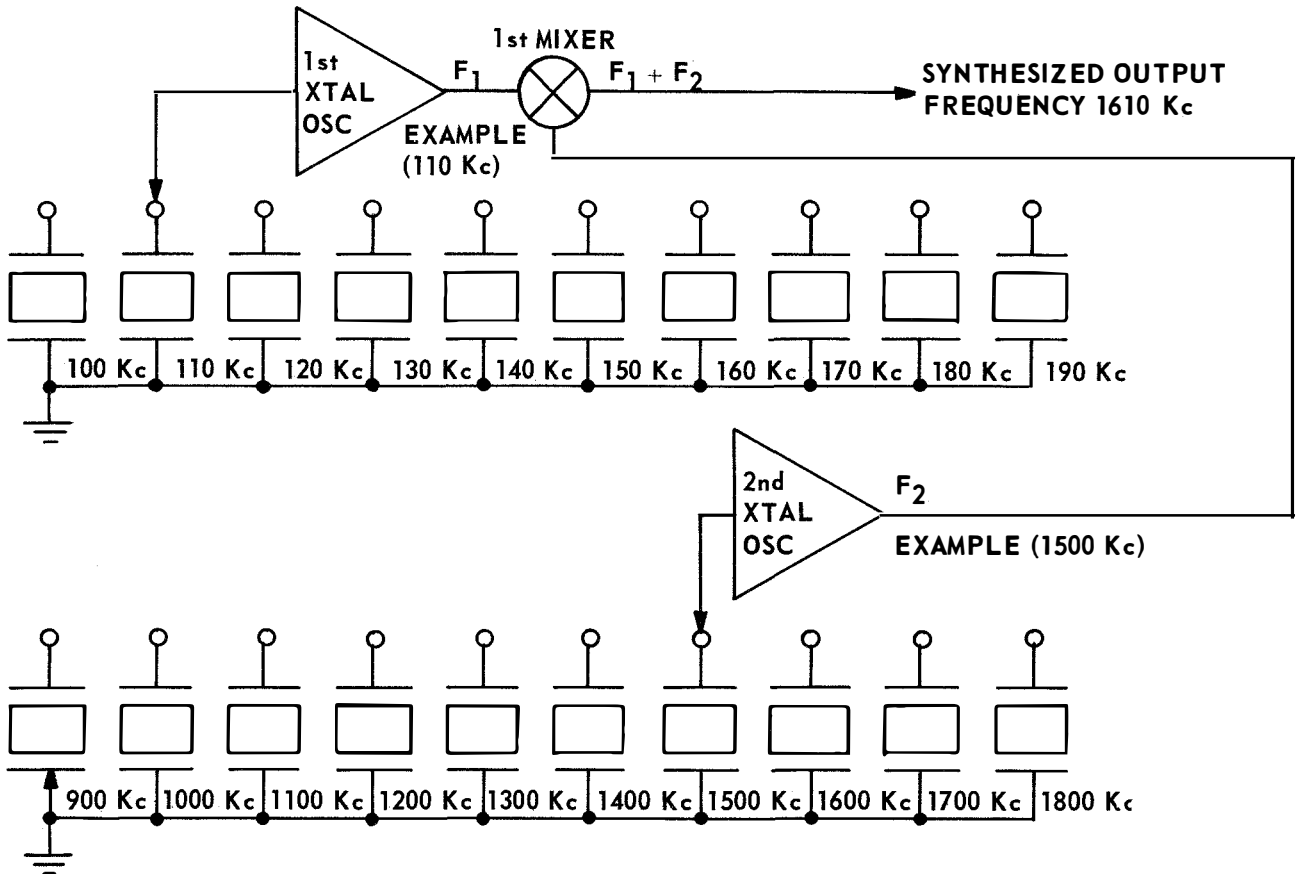 1st MIXER
1st
XTAL
OSC
F1
F1 + F2
SYNTHESIZED OUTPUT
FREQUENCY 1610 Kc
EXAMPLE
(110 Kc)
100 Kc 110 Kc 120 Kc 130 Kc 140 Kc 150 Kc 160 Kc 170 Kc 180 Kc 190 Kc
2nd
XTAL
OSC
F2
EXAMPLE (1500 Kc)
900 Kc 1000 Kc 1100 Kc 1200 Kc 1300 Kc 1400 Kc 1500 Kc 1600 Kc 1700 Kc 1800 Kc